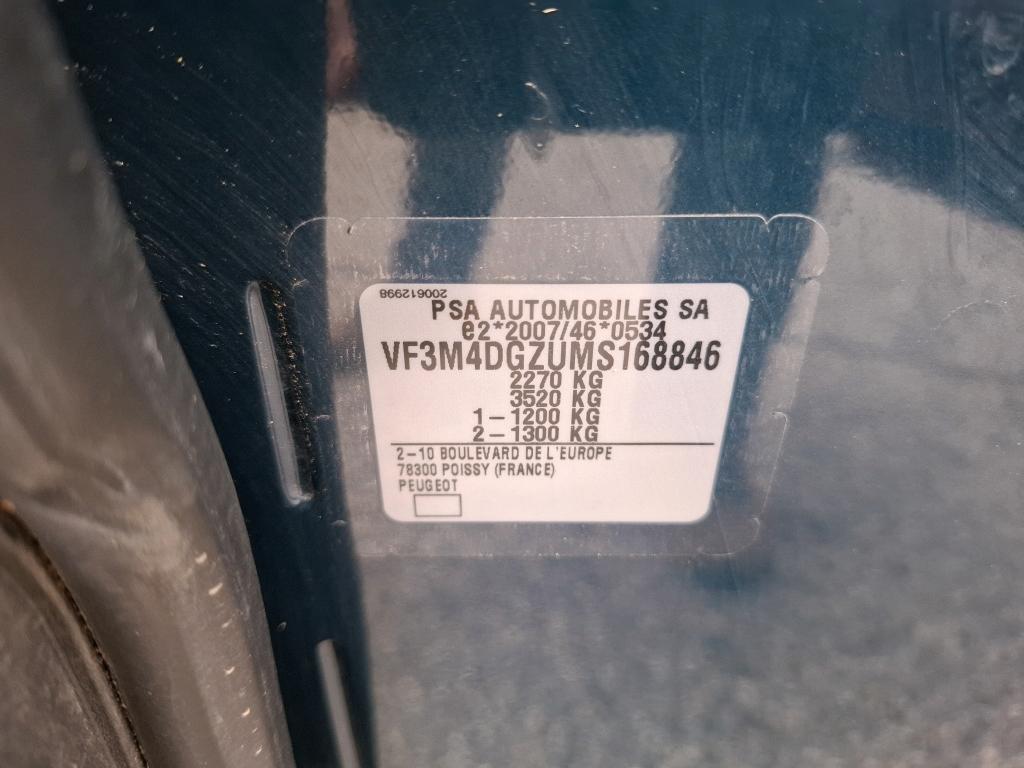 200612998
PSA AUTOMOBILES SA
e2*2007/46*0534
VF3M4DGZUMS168846
2270 KG
3520 KG
1-1200 KG
2-1300 KG
2-10 BOULEVARD DE L'EUROPE
78300 POISSY (FRANCE)
PEUGEOT